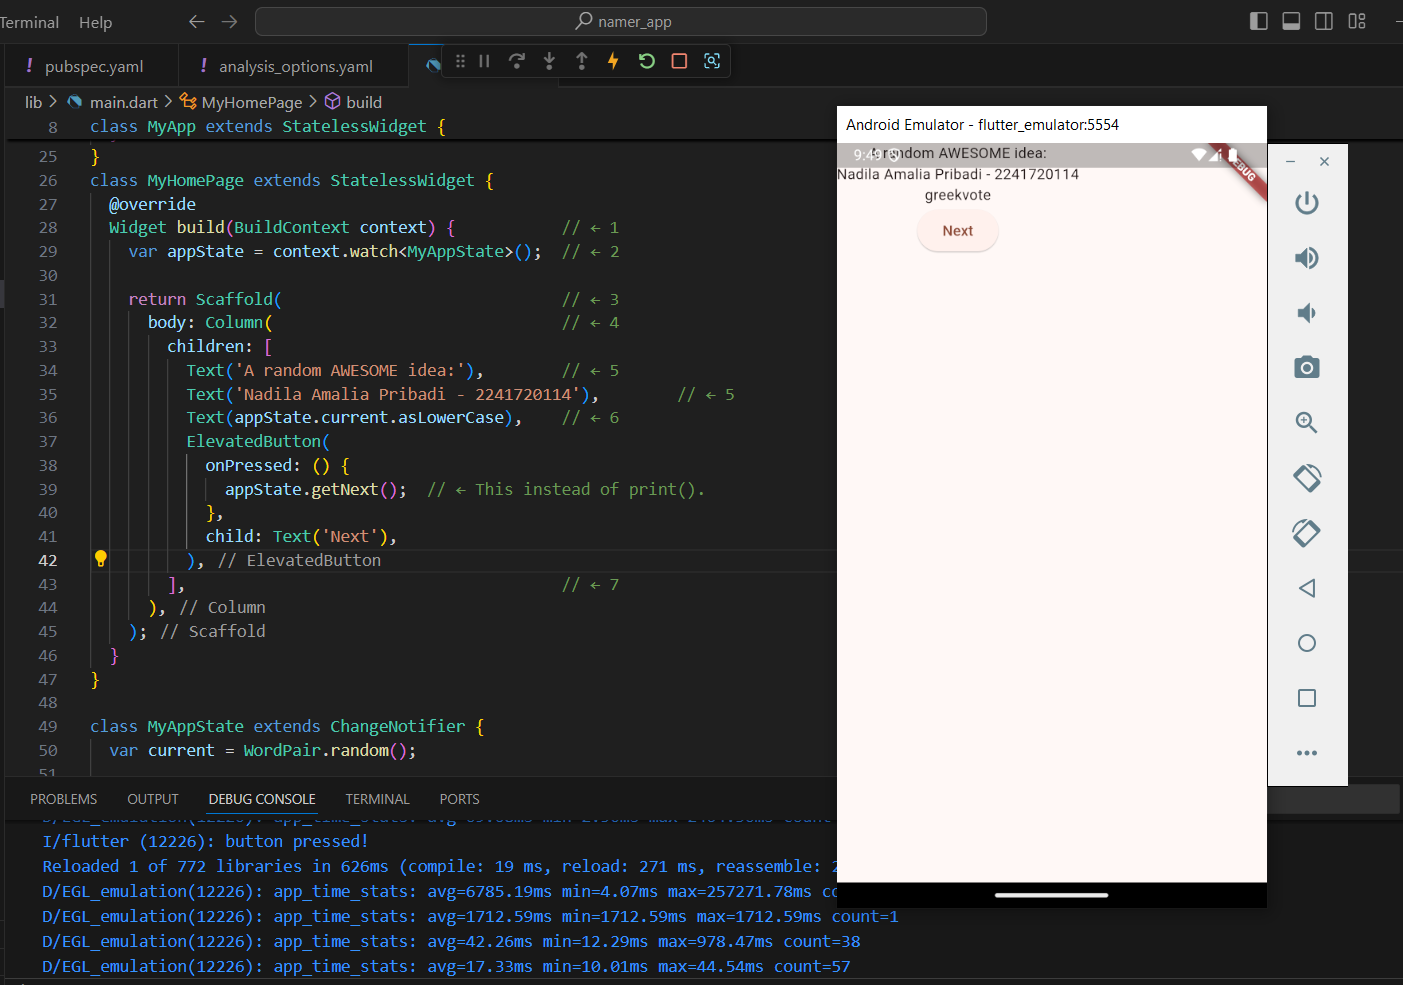 Terminal Help
namer_app
! pubspec.yaml
! analysis_options.yaml
lib > main.dart > MyHomePage > build
8 class MyApp extends StatelessWidget {
25 }
26 class MyHomePage extends StatelessWidget {
27 @override
28 Widget build(BuildContext context) { // ← 1
29 var appState = context.watch<MyAppState>(); // ← 2
30
31 return Scaffold( // ← 3
32 body: Column( // ← 4
33 children: [
34 Text('A random AWESOME idea:'), // ← 5
35 Text('Nadila Amalia Pribadi - 2241720114'), // ← 5
36 Text(appState.current.asLowerCase), // ← 6
37 ElevatedButton(
38 onPressed: () {
39 appState.getNext(); // ← This instead of print().
40 },
41 child: Text('Next'),
42 ), // ElevatedButton
43 ], // ← 7
44 ), // Column
45 ); // Scaffold
46 }
47 }
48
49 class MyAppState extends ChangeNotifier {
50 var current = WordPair.random();
51
PROBLEMS OUTPUT DEBUG CONSOLE TERMINAL PORTS
I/flutter (12226): button pressed!
Reloaded 1 of 772 libraries in 626ms (compile: 19 ms, reload: 271 ms, reassemble: 2
D/EGL_emulation(12226): app_time_stats: avg=6785.19ms min=4.07ms max=257271.78ms co
D/EGL_emulation(12226): app_time_stats: avg=1712.59ms min=1712.59ms max=1712.59ms count=1
D/EGL_emulation(12226): app_time_stats: avg=42.26ms min=12.29ms max=978.47ms count=38
D/EGL_emulation(12226): app_time_stats: avg=17.33ms min=10.01ms max=44.54ms count=57
Android Emulator - flutter_emulator:5554
9:49
A random AWESOME idea:
Nadila Amalia Pribadi - 2241720114
greekvote
Next